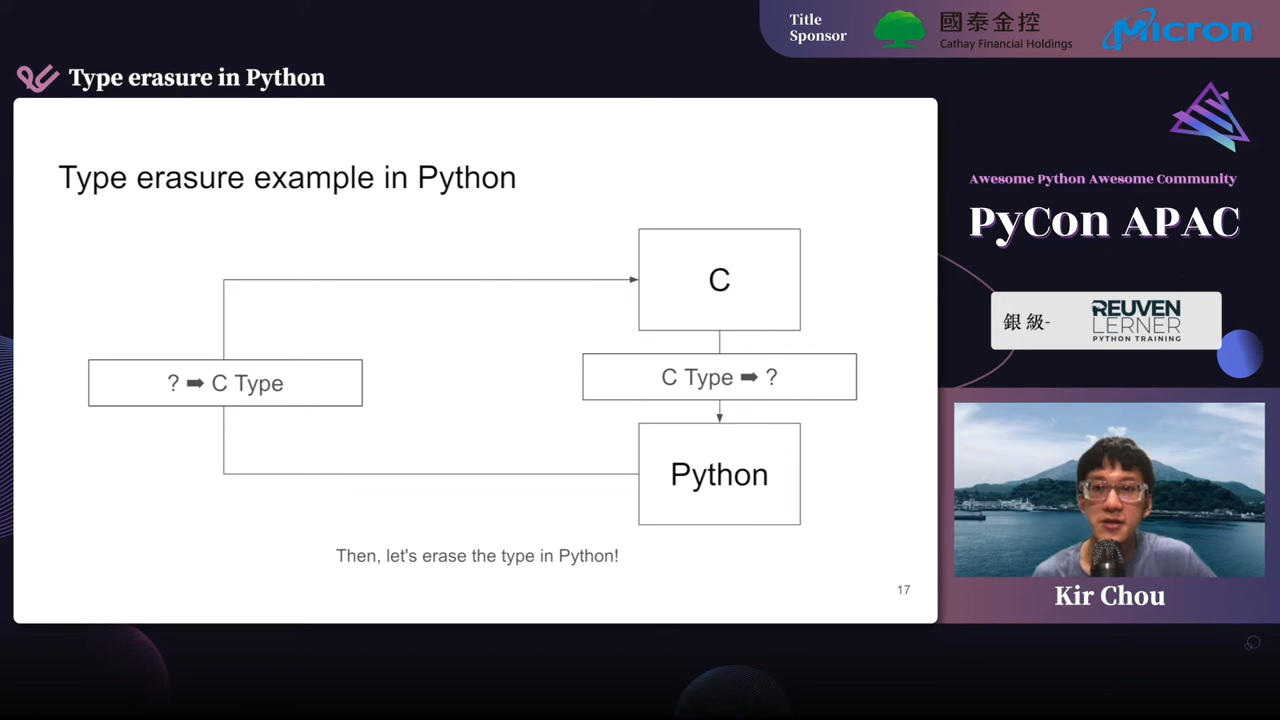 Title
Sponsor
國泰金控
Cathay Financial Holdings
Micron
Type erasure in Python
Type erasure example in Python
C
? ➡ C Type
C Type ➡ ?
Python
Then, let's erase the type in Python!
17
Awesome Python Awesome Community
PyCon APAC
銀級-
REUVEN
LERNER
PYTHON TRAINING
Kir Chou